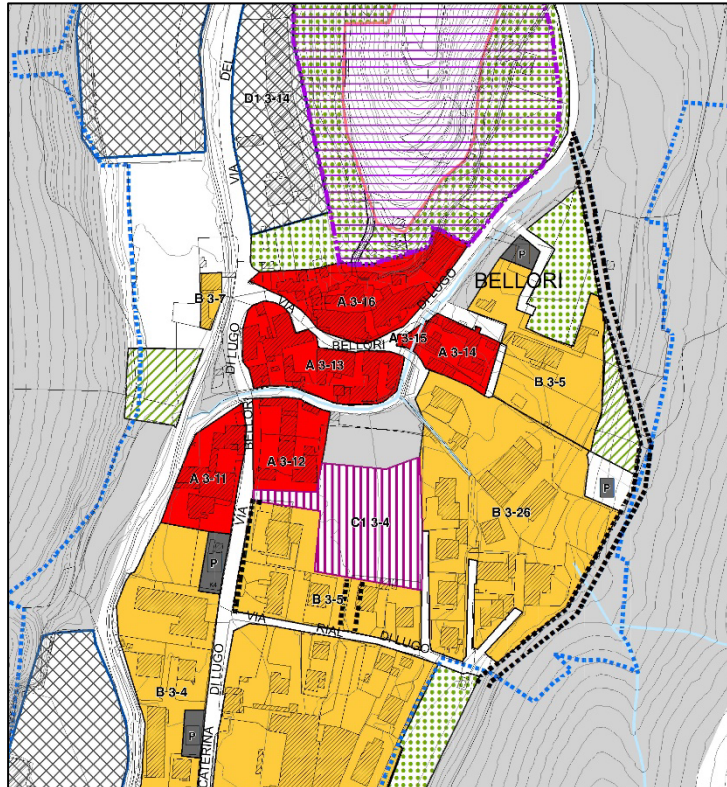 DEI
D1 3-14
VIA
P
BELLORI
DI LUGO
B 3-7
VIA
A 3-16
BELLORI
A 3-15
A 3-14
DI LUGO
A 3-13
B 3-5
BELLORI
A 3-12
A 3-11
VIA
C1 3-4
B 3-26
P
P
B 3-5
VIA RIAL DI LUGO
B 3-4
DI LUGO
P
CATERINA